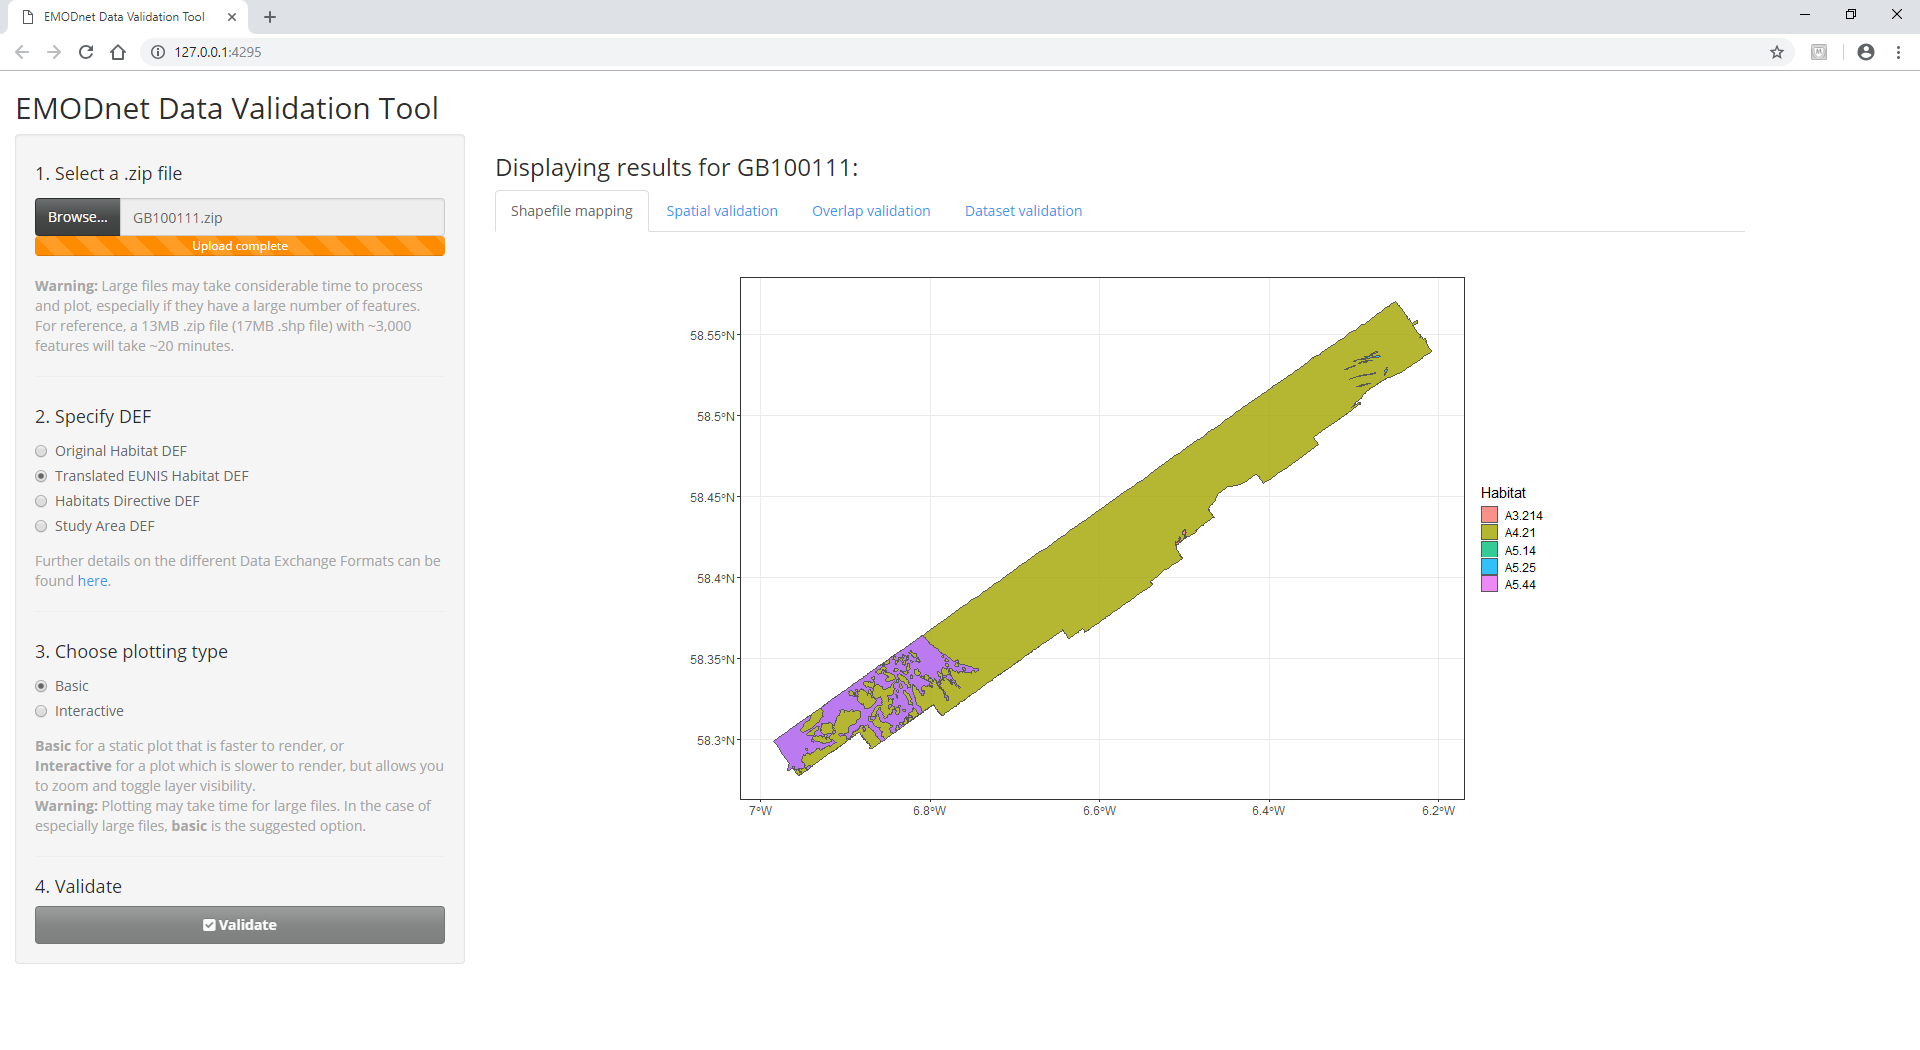 EMODnet Data Validation Tool
127.0.0.1:4295
EMODnet Data Validation Tool
1. Select a .zip file
Browse... GB100111.zip
Upload complete
Warning: Large files may take considerable time to process
and plot, especially if they have a large number of features.
For reference, a 13MB .zip file (17MB .shp file) with ~3,000
features will take ~20 minutes.
2. Specify DEF
Original Habitat DEF
Translated EUNIS Habitat DEF
Habitats Directive DEF
Study Area DEF
Further details on the different Data Exchange Formats can be
found here.
3. Choose plotting type
Basic
Interactive
Basic for a static plot that is faster to render, or
Interactive for a plot which is slower to render, but allows you
to zoom and toggle layer visibility.
Warning: Plotting may take time for large files. In the case of
especially large files, basic is the suggested option.
4. Validate
Validate
Displaying results for GB100111:
Shapefile mapping Spatial validation Overlap validation Dataset validation
58.55°N
58.5°N
58.45°N
58.4°N
58.35°N
58.3°N
7°W 6.8°W 6.6°W 6.4°W 6.2°W
Habitat
A3.214
A4.21
A5.14
A5.25
A5.44